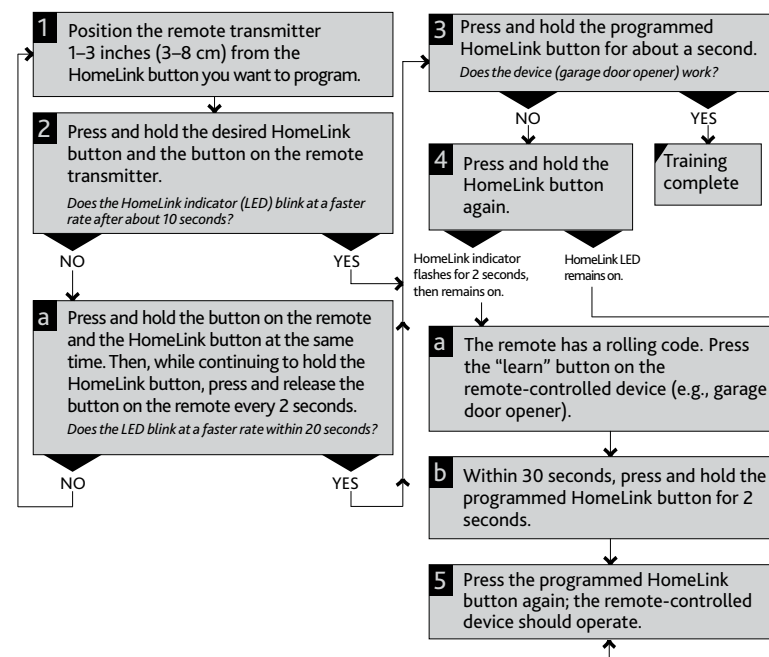 1 Position the remote transmitter
1–3 inches (3–8 cm) from the
HomeLink button you want to program.
2 Press and hold the desired HomeLink
button and the button on the remote
transmitter.
Does the HomeLink indicator (LED) blink at a faster
rate after about 10 seconds?
NO
YES
a Press and hold the button on the remote
and the HomeLink button at the same
time. Then, while continuing to hold the
HomeLink button, press and release the
button on the remote every 2 seconds.
Does the LED blink at a faster rate within 20 seconds?
NO
YES
3 Press and hold the programmed
HomeLink button for about a second.
Does the device (garage door opener) work?
NO
YES
4 Press and hold the
HomeLink button
again.
Training
complete
HomeLink indicator
flashes for 2 seconds,
then remains on.
HomeLink LED
remains on.
a The remote has a rolling code. Press
the “learn” button on the
remote-controlled device (e.g., garage
door opener).
b Within 30 seconds, press and hold the
programmed HomeLink button for 2
seconds.
5 Press the programmed HomeLink
button again; the remote-controlled
device should operate.